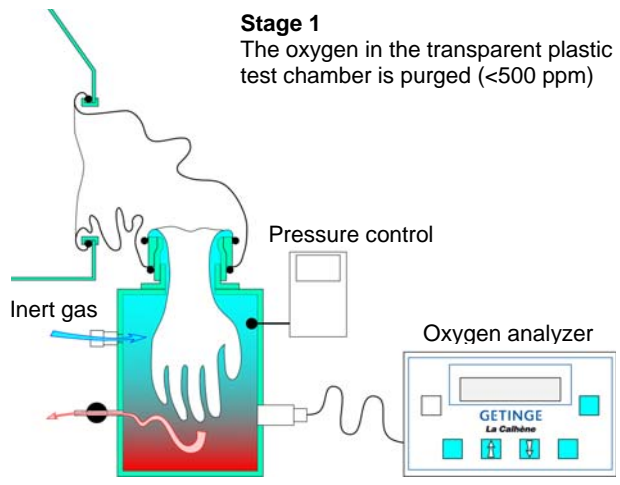 Stage 1
The oxygen in the transparent plastic
test chamber is purged (<500 ppm)
Pressure control
Inert gas
Oxygen analyzer
GETINGE
La Calhène